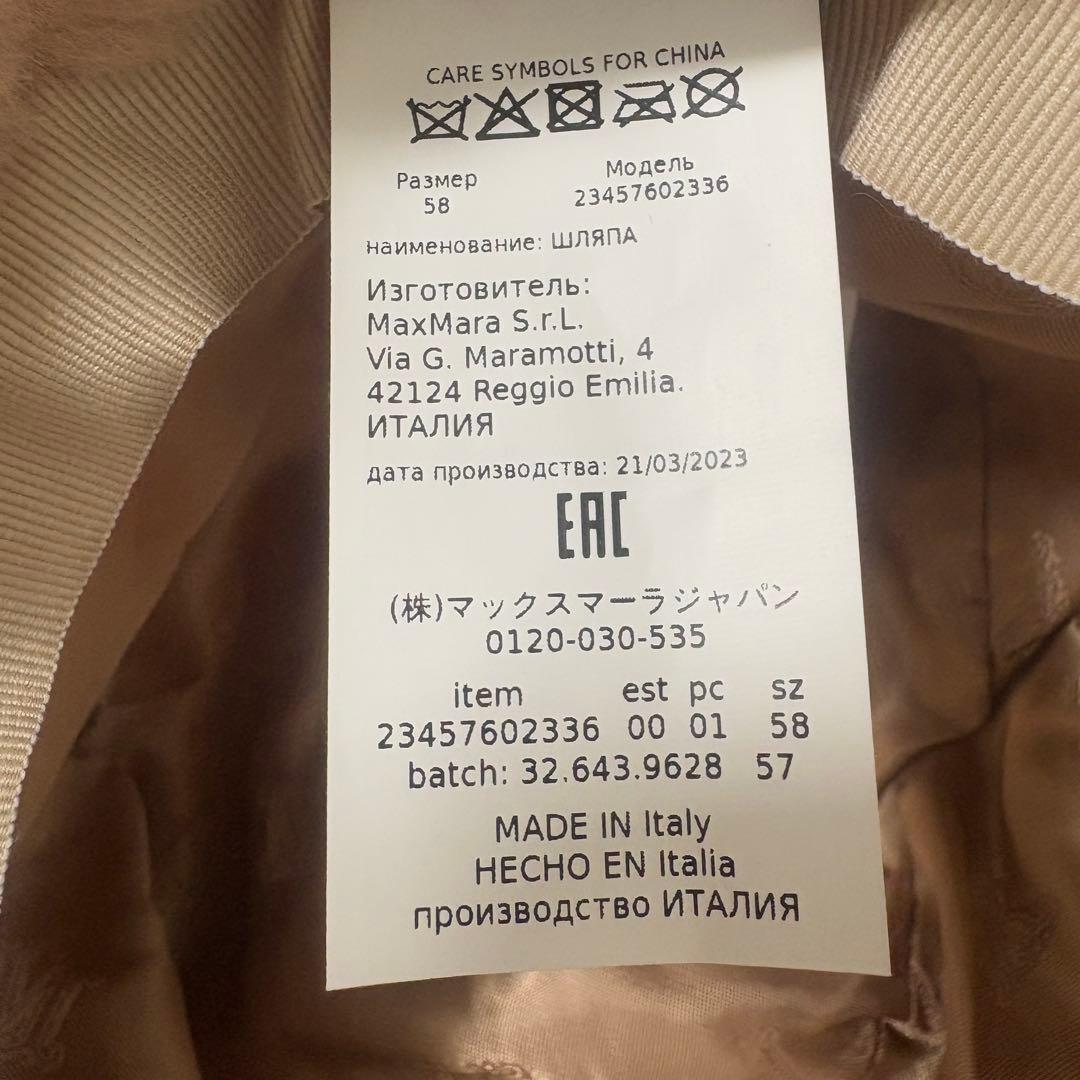 CARE SYMBOLS FOR CHINA
Размер Модель
58 23457602336
наименование: ШЛЯПА
Изготовитель:
MaxMara S.r.L.
Via G. Maramotti, 4
42124 Reggio Emilia.
ИТАЛИЯ
дата производства: 21/03/2023
EAC
(株)マックスマーラジャパン
0120-030-535
item est pc sz
23457602336 00 01 58
batch: 32.643.9628 57
MADE IN Italy
HECHO EN Italia
производство ИТАЛИЯ